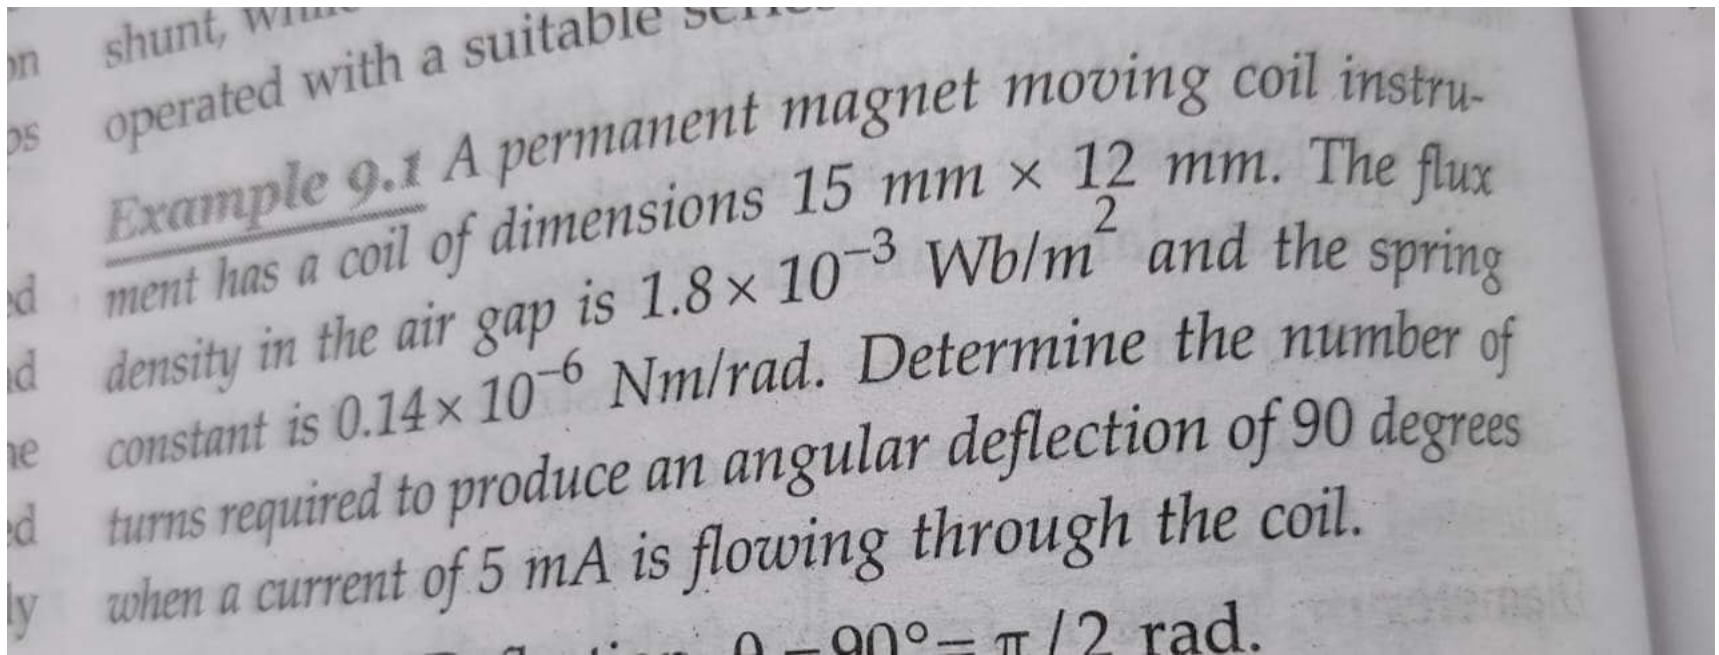 on shunt,
operated with a suitable
os
Example 9.1 A permanent magnet moving coil instru-
ment has a coil of dimensions 15 mm × 12 mm. The flux
density in the air gap is 1.8 × 10⁻³ Wb/m² and the spring
constant is 0.14 × 10⁻⁶ Nm/rad. Determine the number of
turns required to produce an angular deflection of 90 degrees
when a current of 5 mA is flowing through the coil.
θ = 90° = π/2 rad.